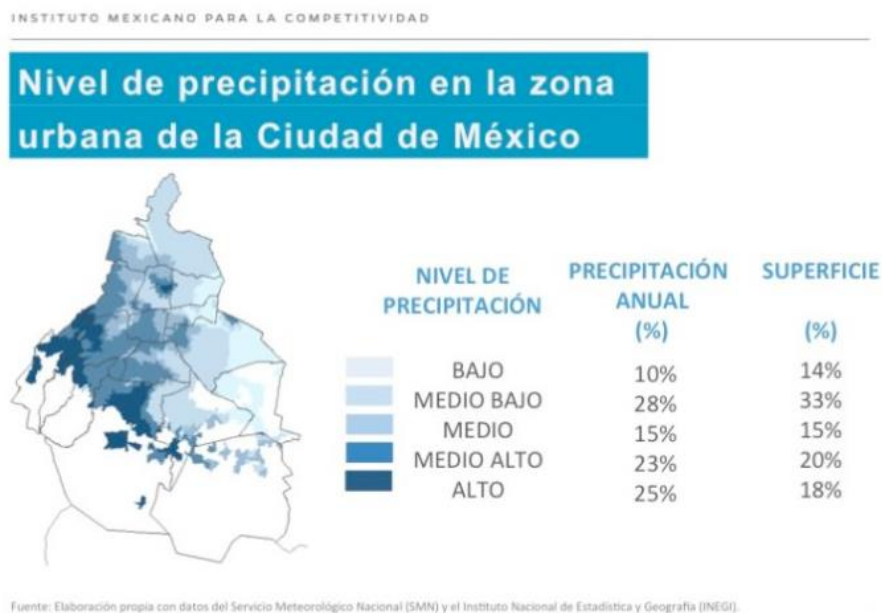 INSTITUTO MEXICANO PARA LA COMPETITIVIDAD
Nivel de precipitación en la zona
urbana de la Ciudad de México
NIVEL DE PRECIPITACIÓN PRECIPITACIÓN ANUAL (%) SUPERFICIE (%)
BAJO 10% 14%
MEDIO BAJO 28% 33%
MEDIO 15% 15%
MEDIO ALTO 23% 20%
ALTO 25% 18%
Fuente: Elaboración propia con datos del Servicio Meteorológico Nacional (SMN) y el Instituto Nacional de Estadística y Geografía (INEGI).